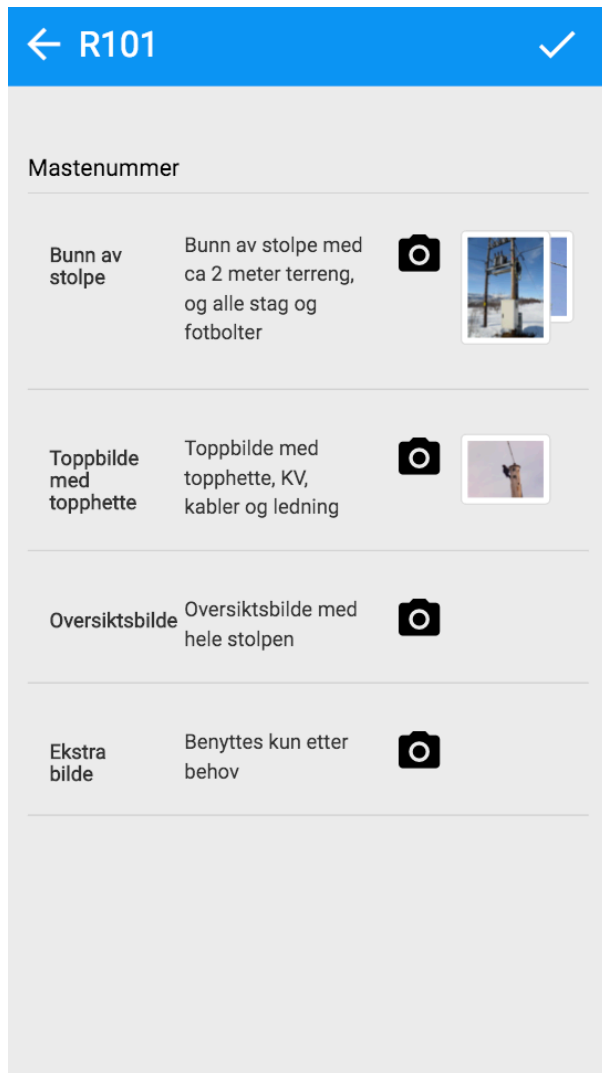 R101
Mastenummer
Bunn av
stolpe
Bunn av stolpe med
ca 2 meter terreng,
og alle stag og
fotbolter
Toppbilde
med
topphette
Toppbilde med
topphette, KV,
kabler og ledning
Oversiktsbilde
Oversiktsbilde med
hele stolpen
Ekstra
bilde
Benyttes kun etter
behov